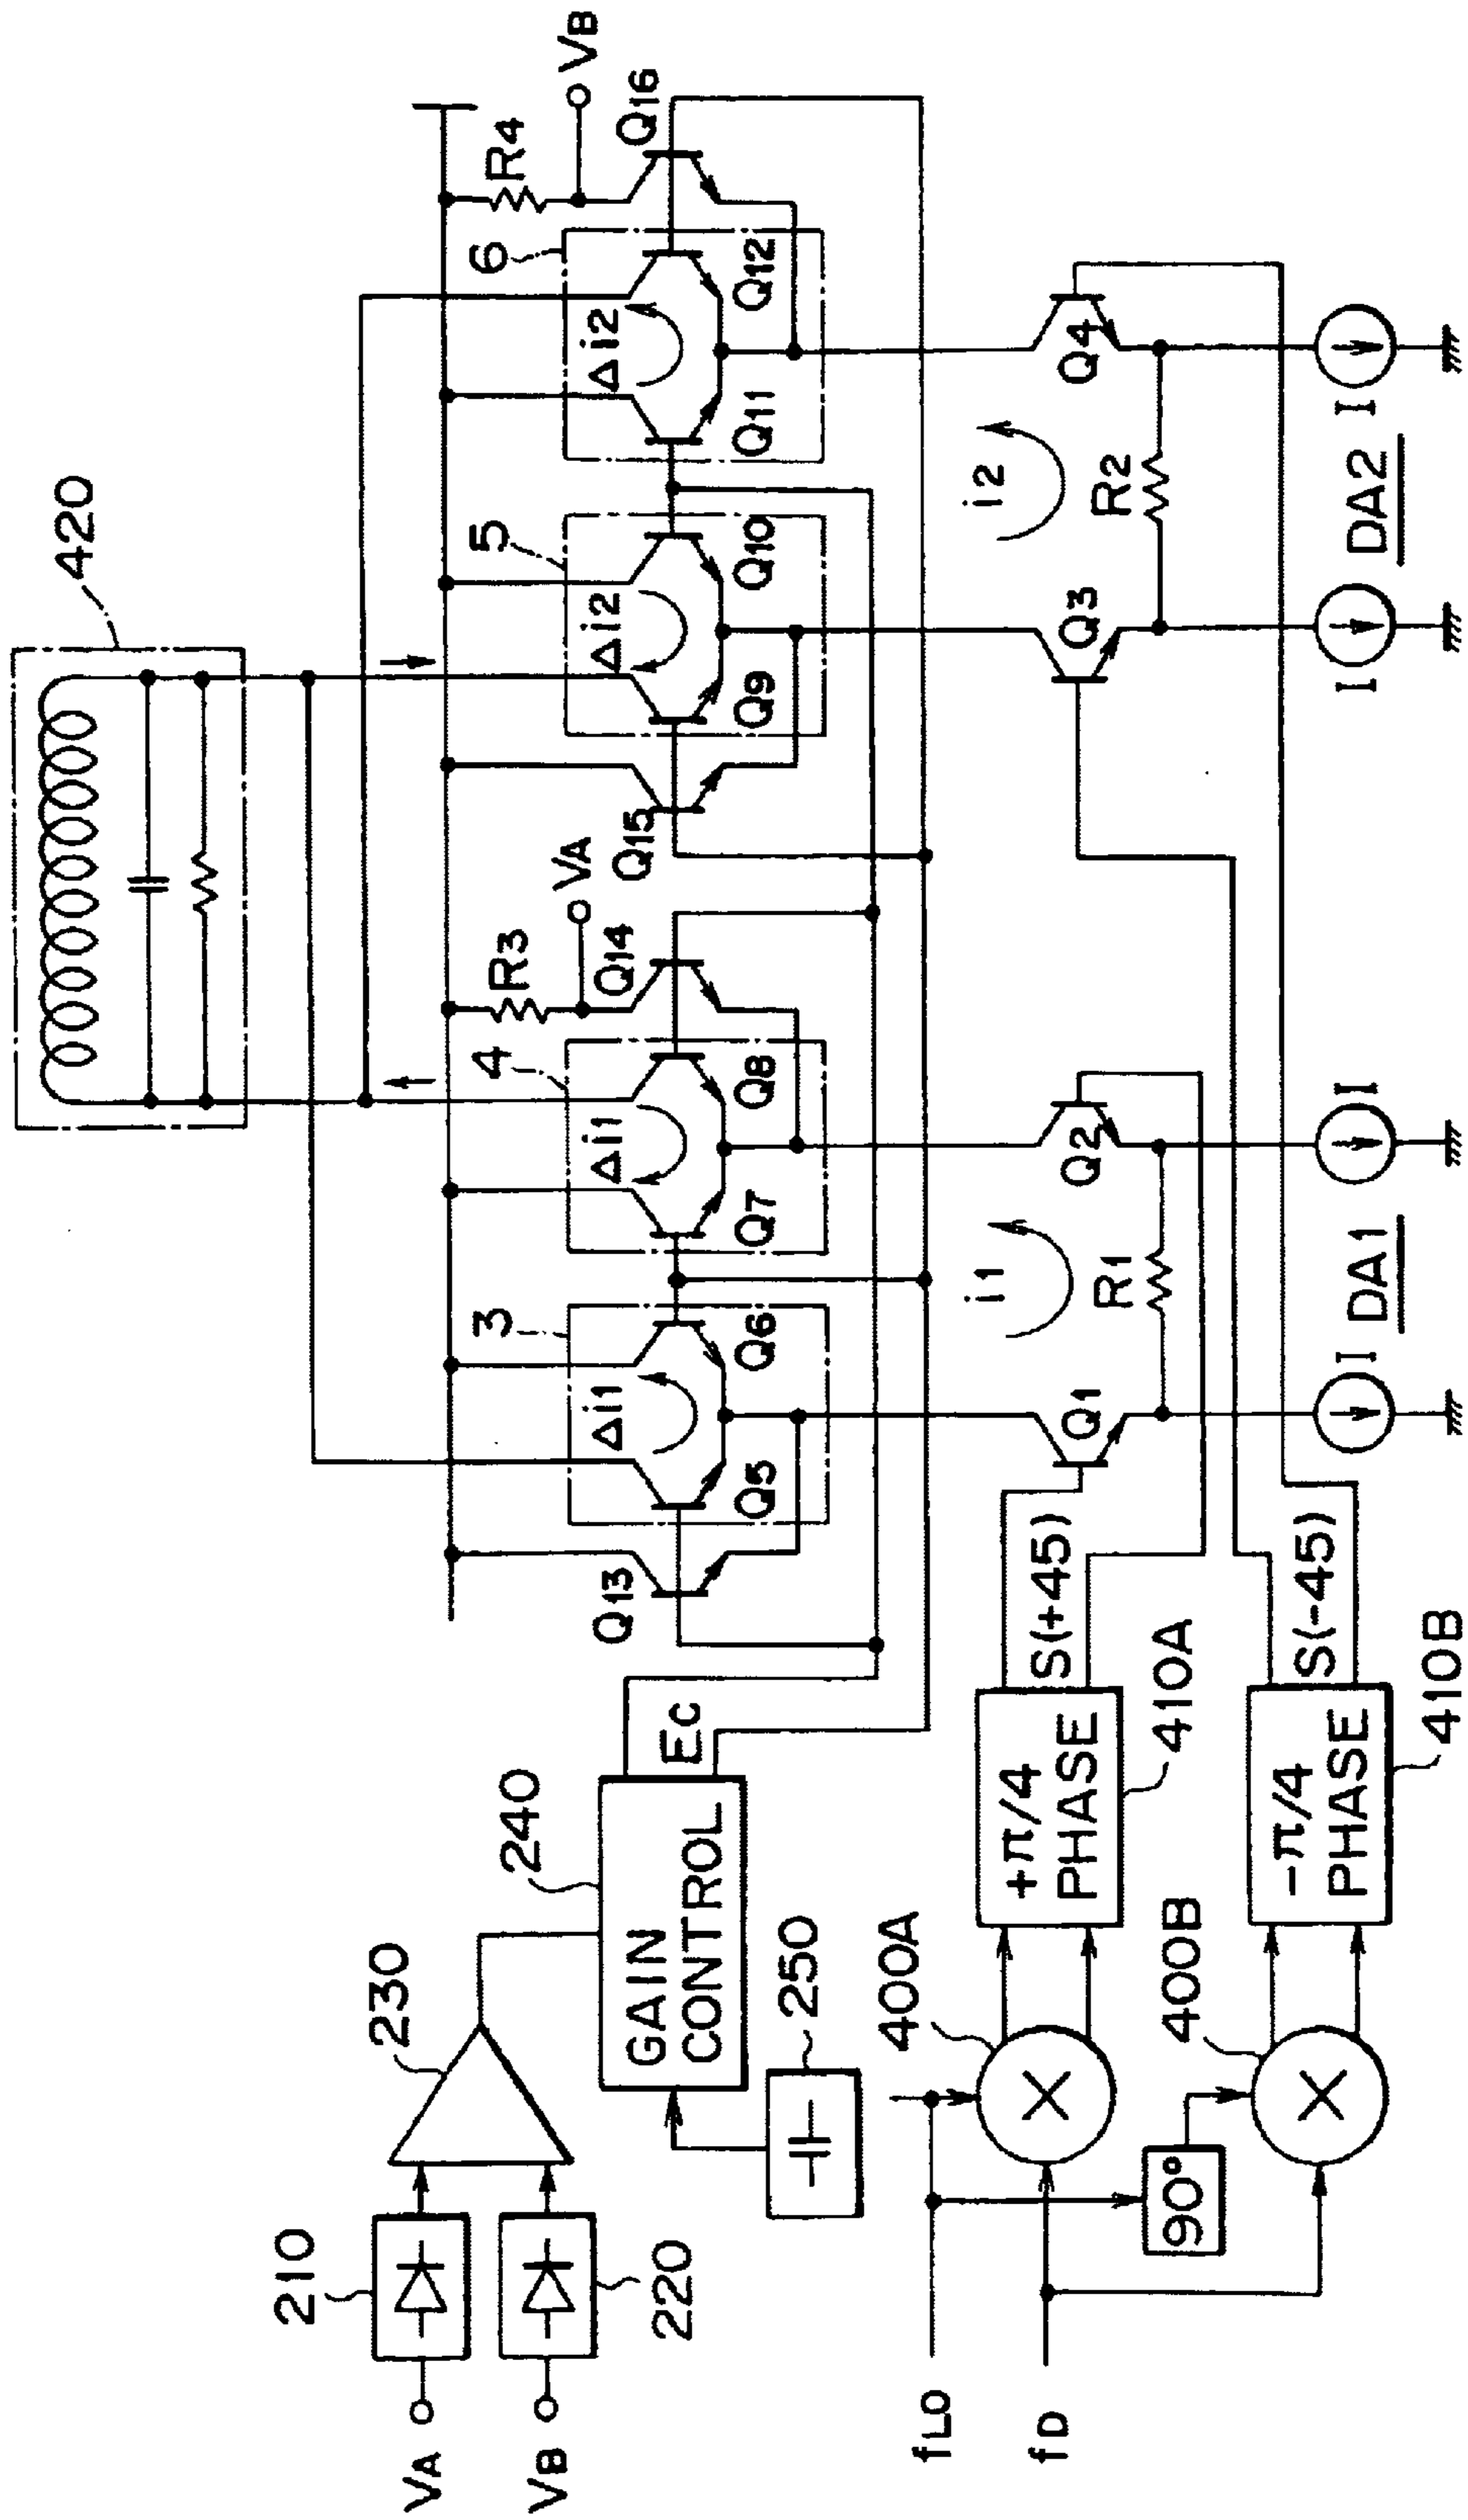 420
VA
210
VB
220
230
240
GAIN
CONTROL
EC
250
fLO
fD
90°
400A
400B
+π/4
PHASE
410A
S(+45)
-π/4
PHASE
410B
S(-45)
Q13
3
Δi1
Q5
Q6
4
Δi1
Q7
Q8
R3
VA
Q14
Q15
5
Δi2
Q9
Q10
6
Δi2
Q11
Q12
R4
VB
Q16
i1
Q1
Q2
R1
I
I
DA1
i2
Q3
Q4
R2
I
I
DA2